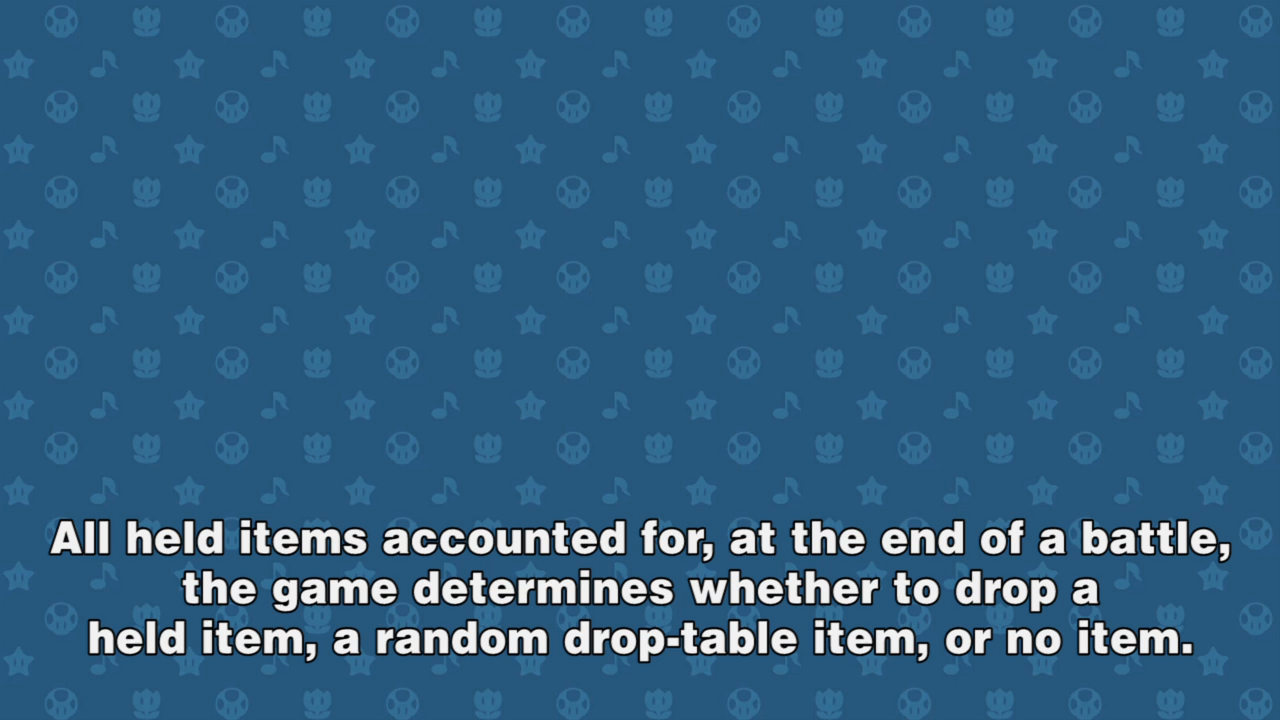 All held items accounted for, at the end of a battle,
the game determines whether to drop a
held item, a random drop-table item, or no item.